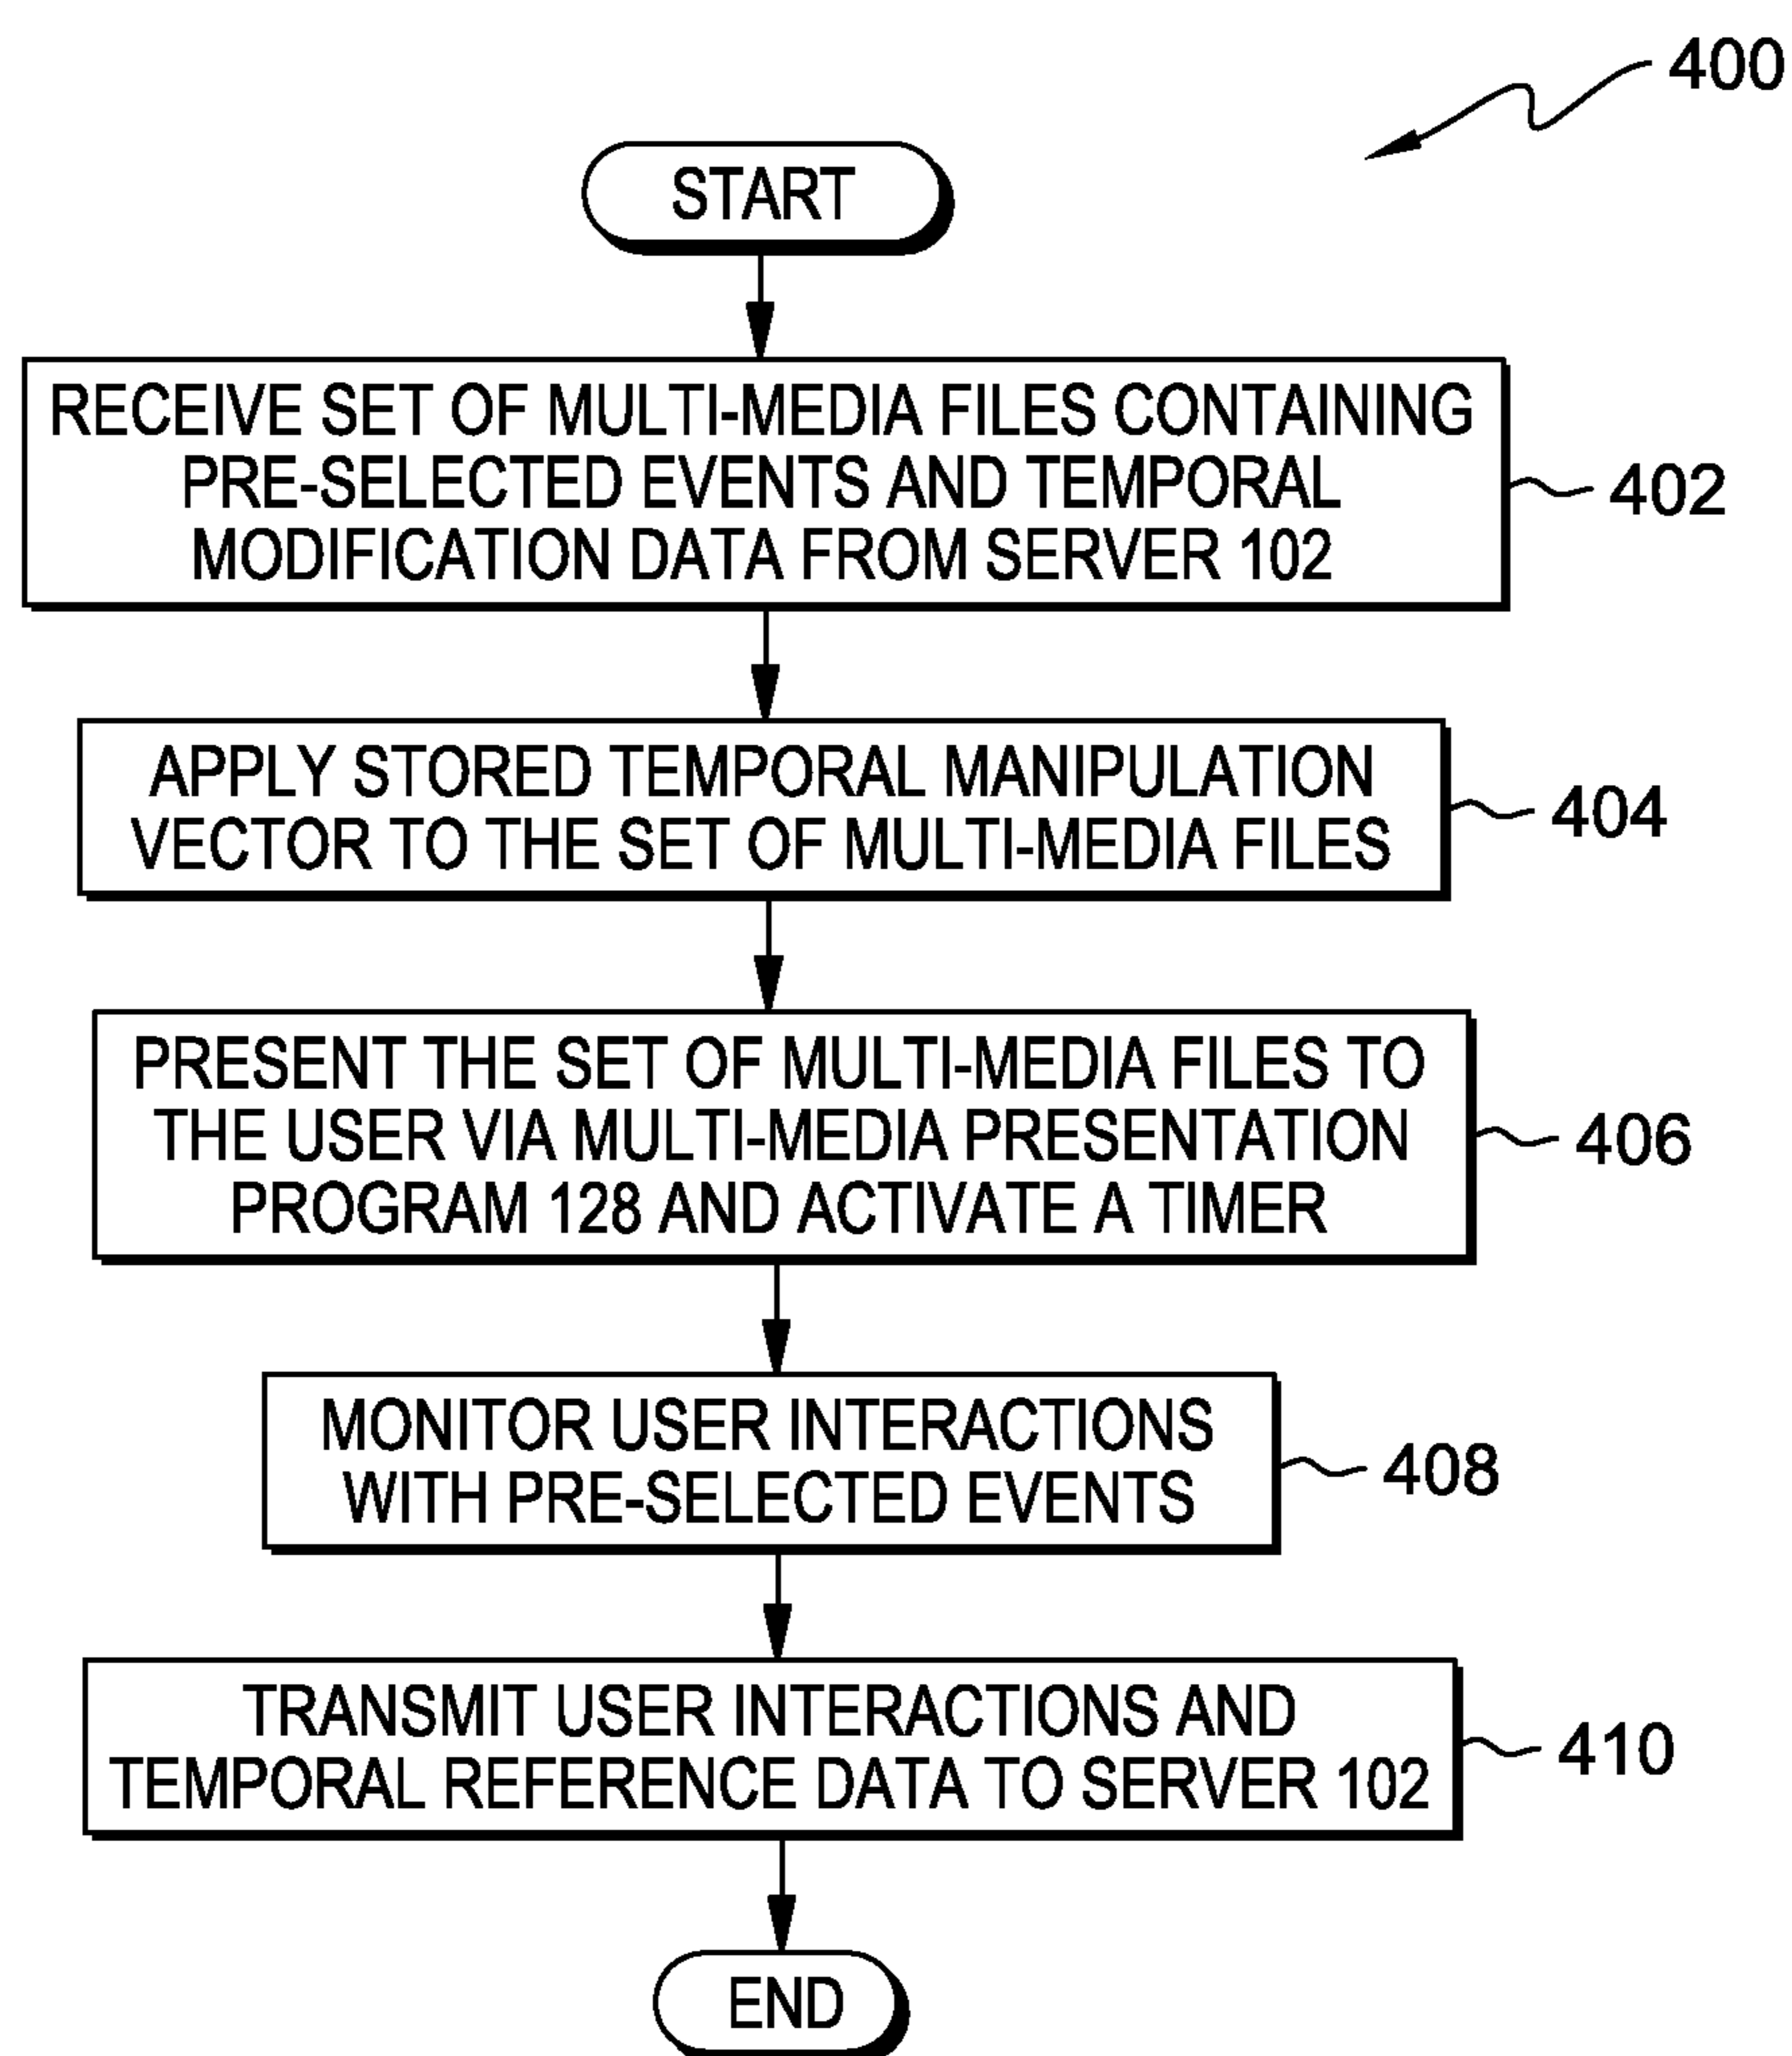 400
START
RECEIVE SET OF MULTI-MEDIA FILES CONTAINING
PRE-SELECTED EVENTS AND TEMPORAL
MODIFICATION DATA FROM SERVER 102
402
APPLY STORED TEMPORAL MANIPULATION
VECTOR TO THE SET OF MULTI-MEDIA FILES
404
PRESENT THE SET OF MULTI-MEDIA FILES TO
THE USER VIA MULTI-MEDIA PRESENTATION
PROGRAM 128 AND ACTIVATE A TIMER
406
MONITOR USER INTERACTIONS
WITH PRE-SELECTED EVENTS
408
TRANSMIT USER INTERACTIONS AND
TEMPORAL REFERENCE DATA TO SERVER 102
410
END